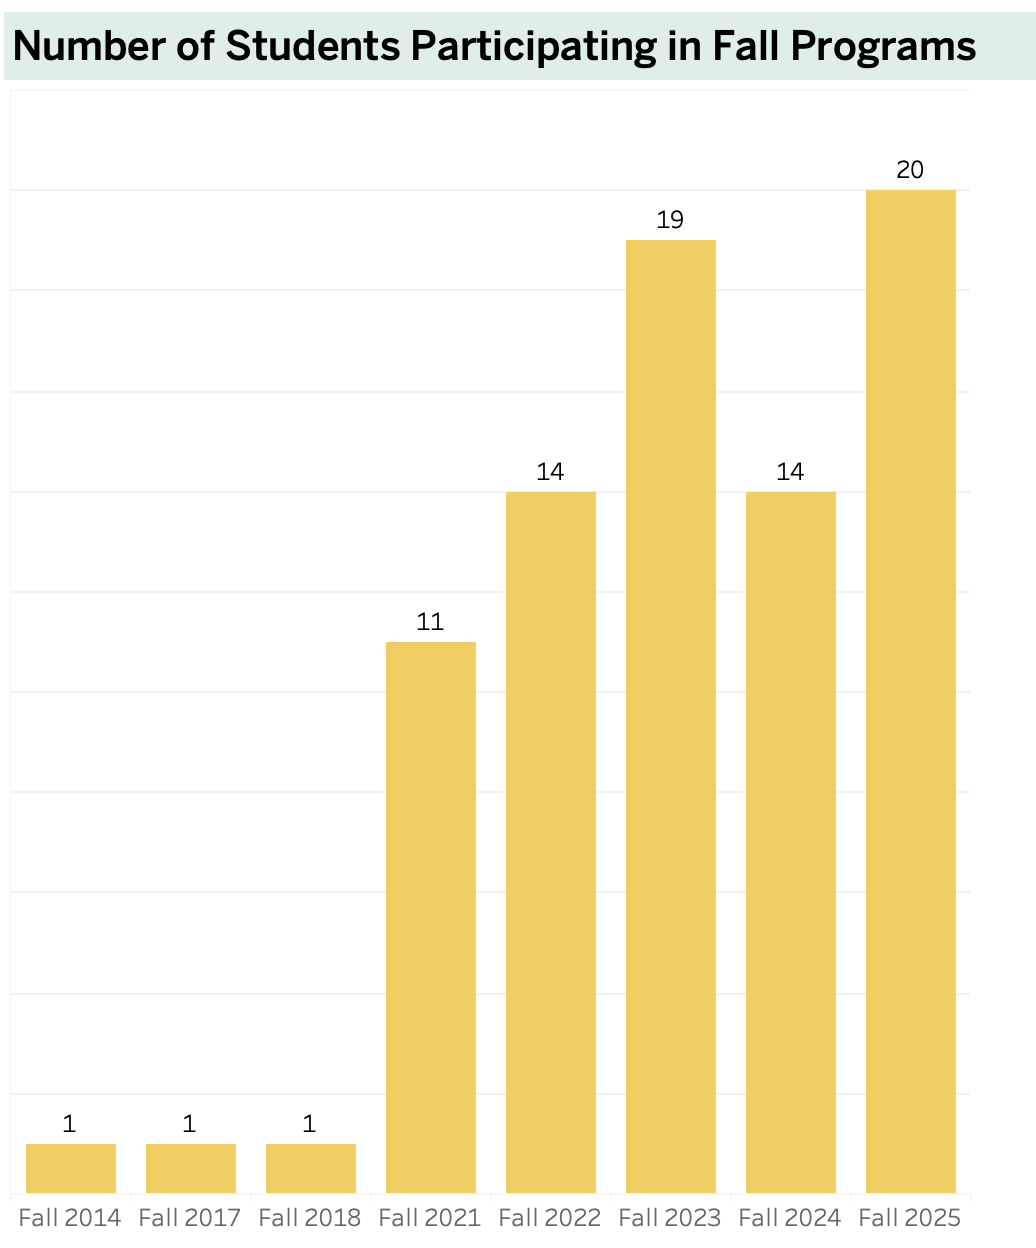 Number of Students Participating in Fall Programs
20
19
14
14
11
1
1
1
Fall 2014
Fall 2017
Fall 2018
Fall 2021
Fall 2022
Fall 2023
Fall 2024
Fall 2025